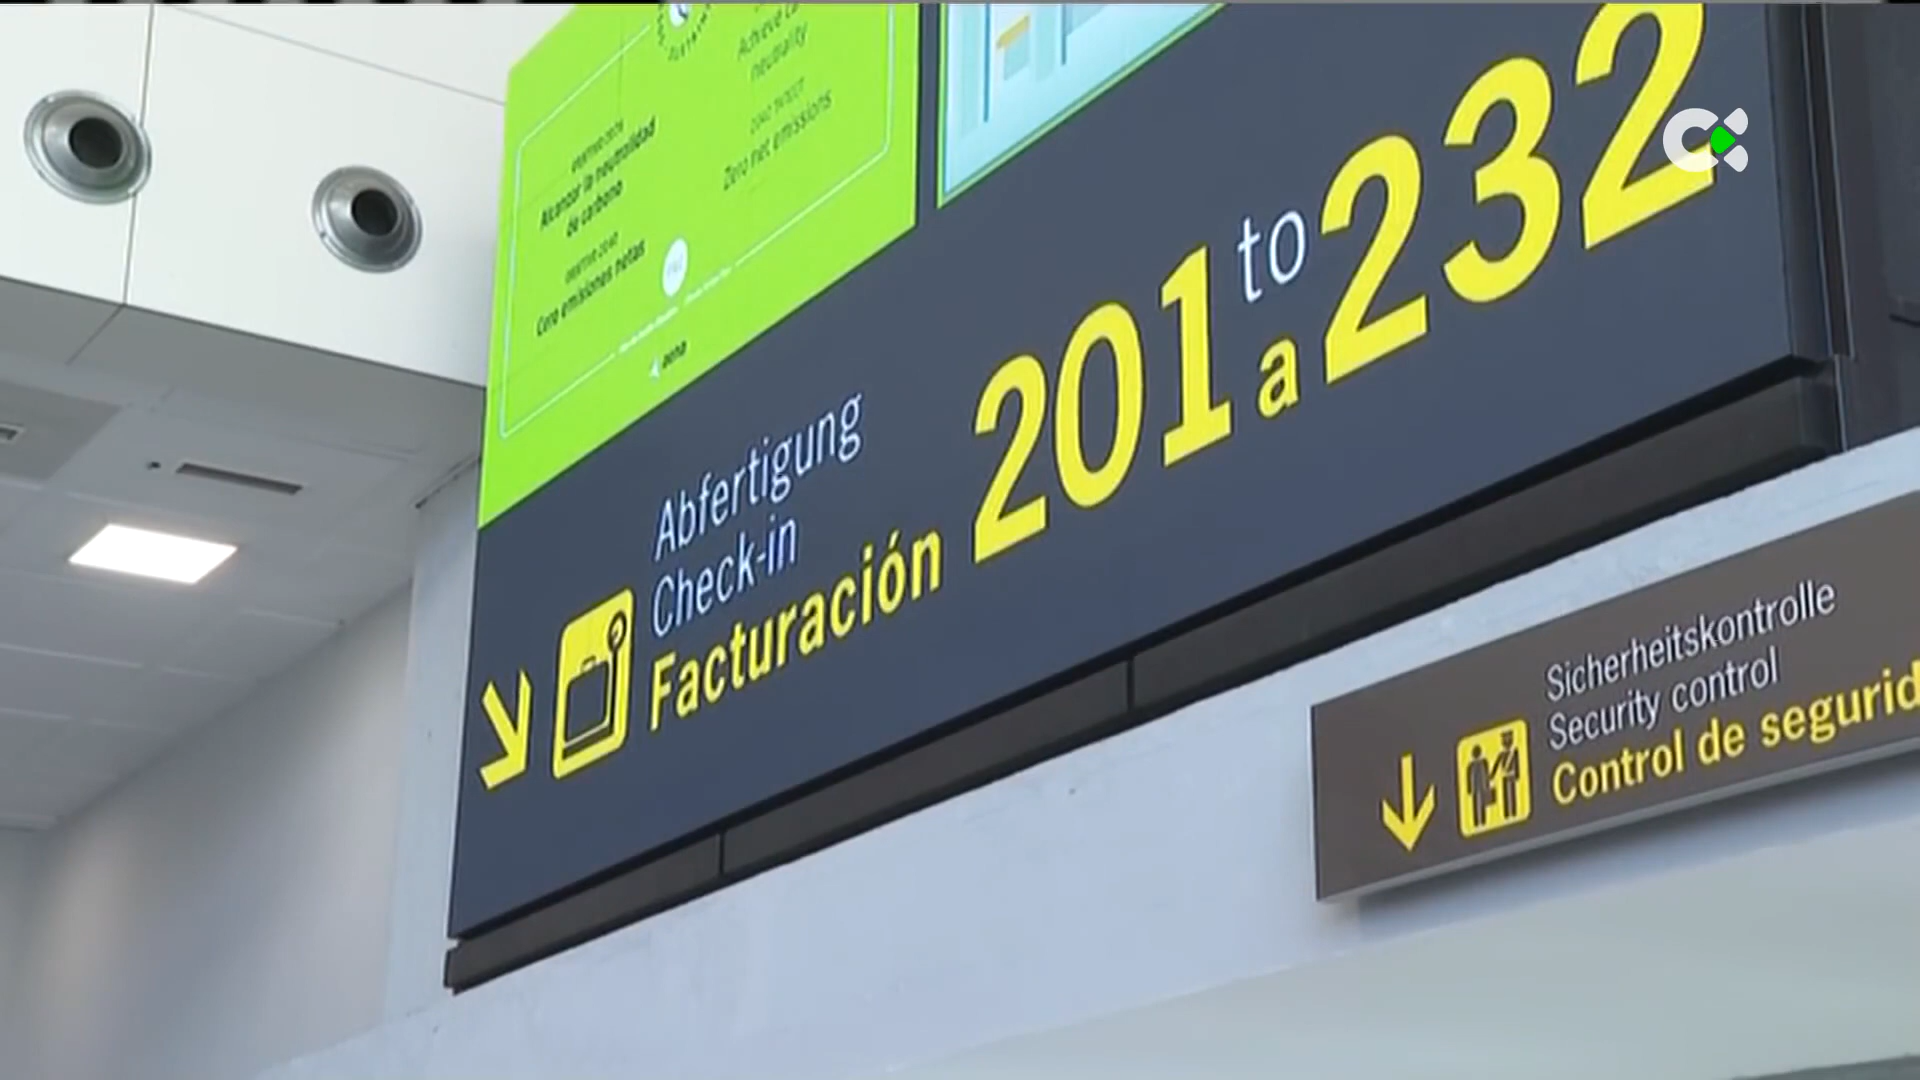 Achieve
neutrality
Zero net emissions
Alcanzar la neutralidad
de carbono
Cero emisiones netas
aena
Abfertigung
Check-in
Facturación
201 to a 232
Sicherheitskontrolle
Security control
Control de segurid